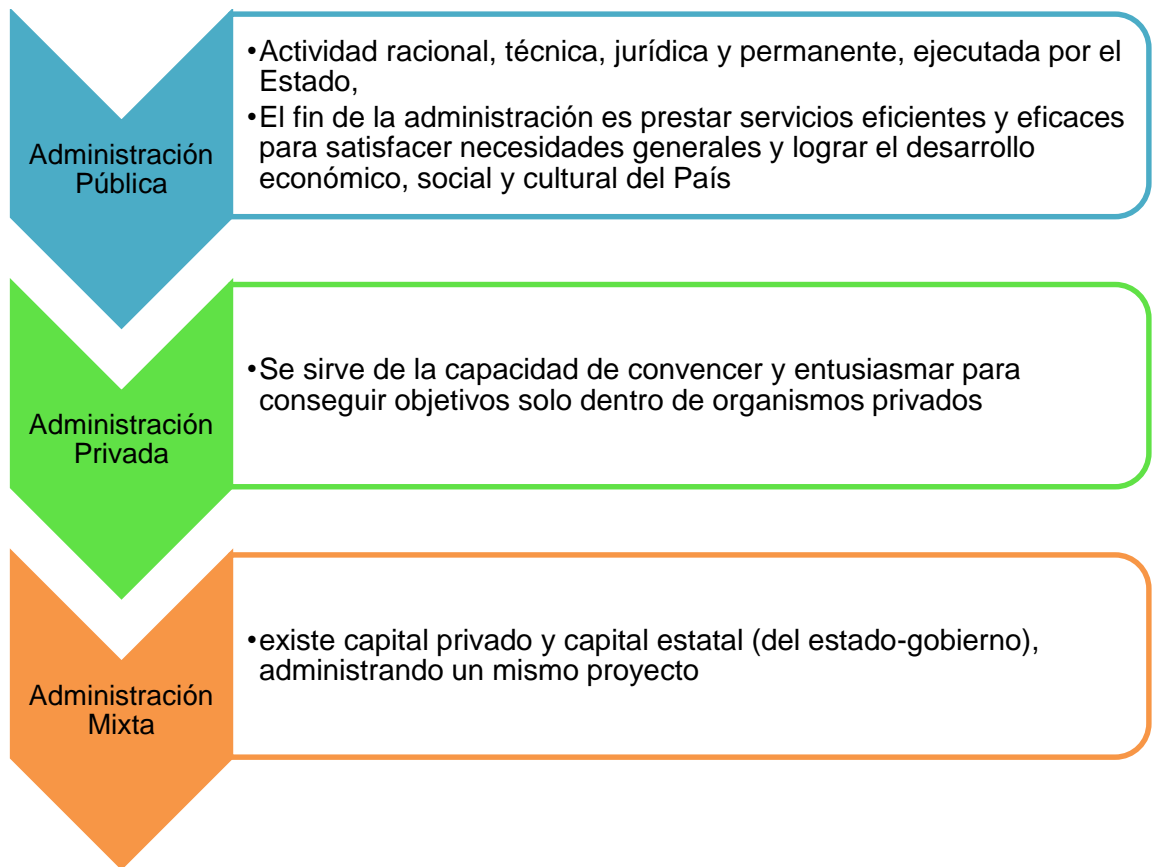 Administración
Pública
•Actividad racional, técnica, jurídica y permanente, ejecutada por el
Estado,
•El fin de la administración es prestar servicios eficientes y eficaces
para satisfacer necesidades generales y lograr el desarrollo
económico, social y cultural del País
Administración
Privada
•Se sirve de la capacidad de convencer y entusiasmar para
conseguir objetivos solo dentro de organismos privados
Administración
Mixta
•existe capital privado y capital estatal (del estado-gobierno),
administrando un mismo proyecto